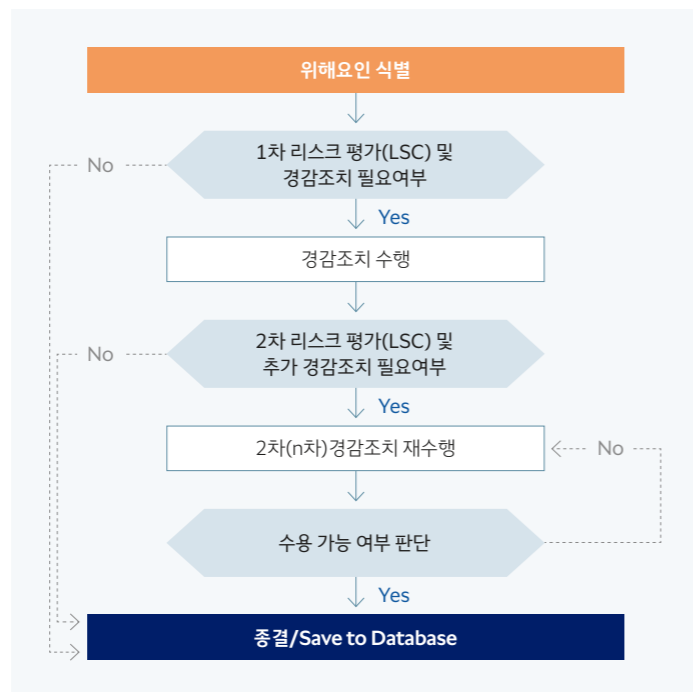 위해요인 식별
1차 리스크 평가(LSC) 및
경감조치 필요여부
No
Yes
경감조치 수행
2차 리스크 평가(LSC) 및
추가 경감조치 필요여부
No
Yes
2차(n차)경감조치 재수행
No
수용 가능 여부 판단
Yes
종결/Save to Database